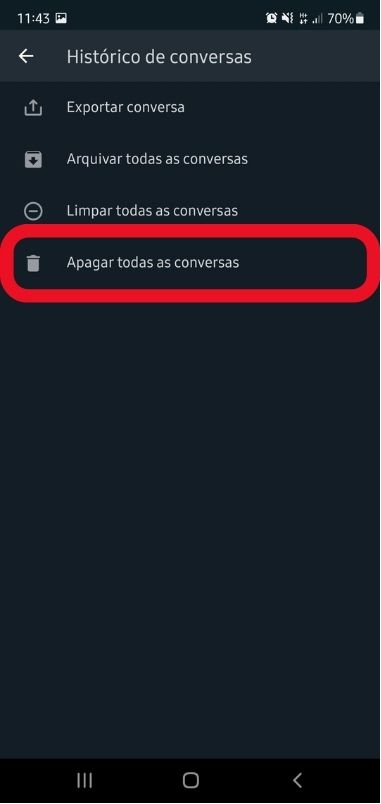 11:43 70%
Histórico de conversas
Exportar conversa
Arquivar todas as conversas
Limpar todas as conversas
Apagar todas as conversas